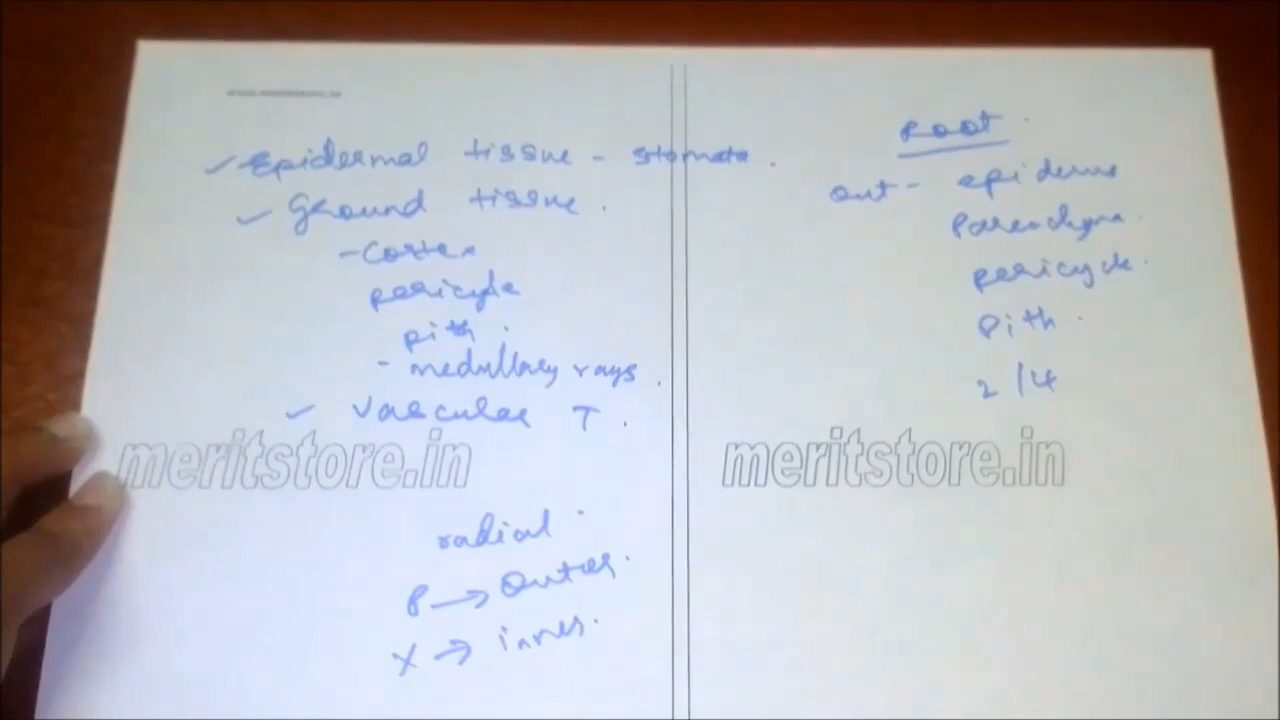 ✓ Epidermal tissue - stomata.
✓ Ground tissue.
- Cortex
pericycle
pith.
- medullary rays.
✓ Vascular T.
meritstore.in
radial
P → Outer.
X → inner.
Root.
Out - epidermis
Parenchyma.
pericycle.
Pith.
2/4
meritstore.in